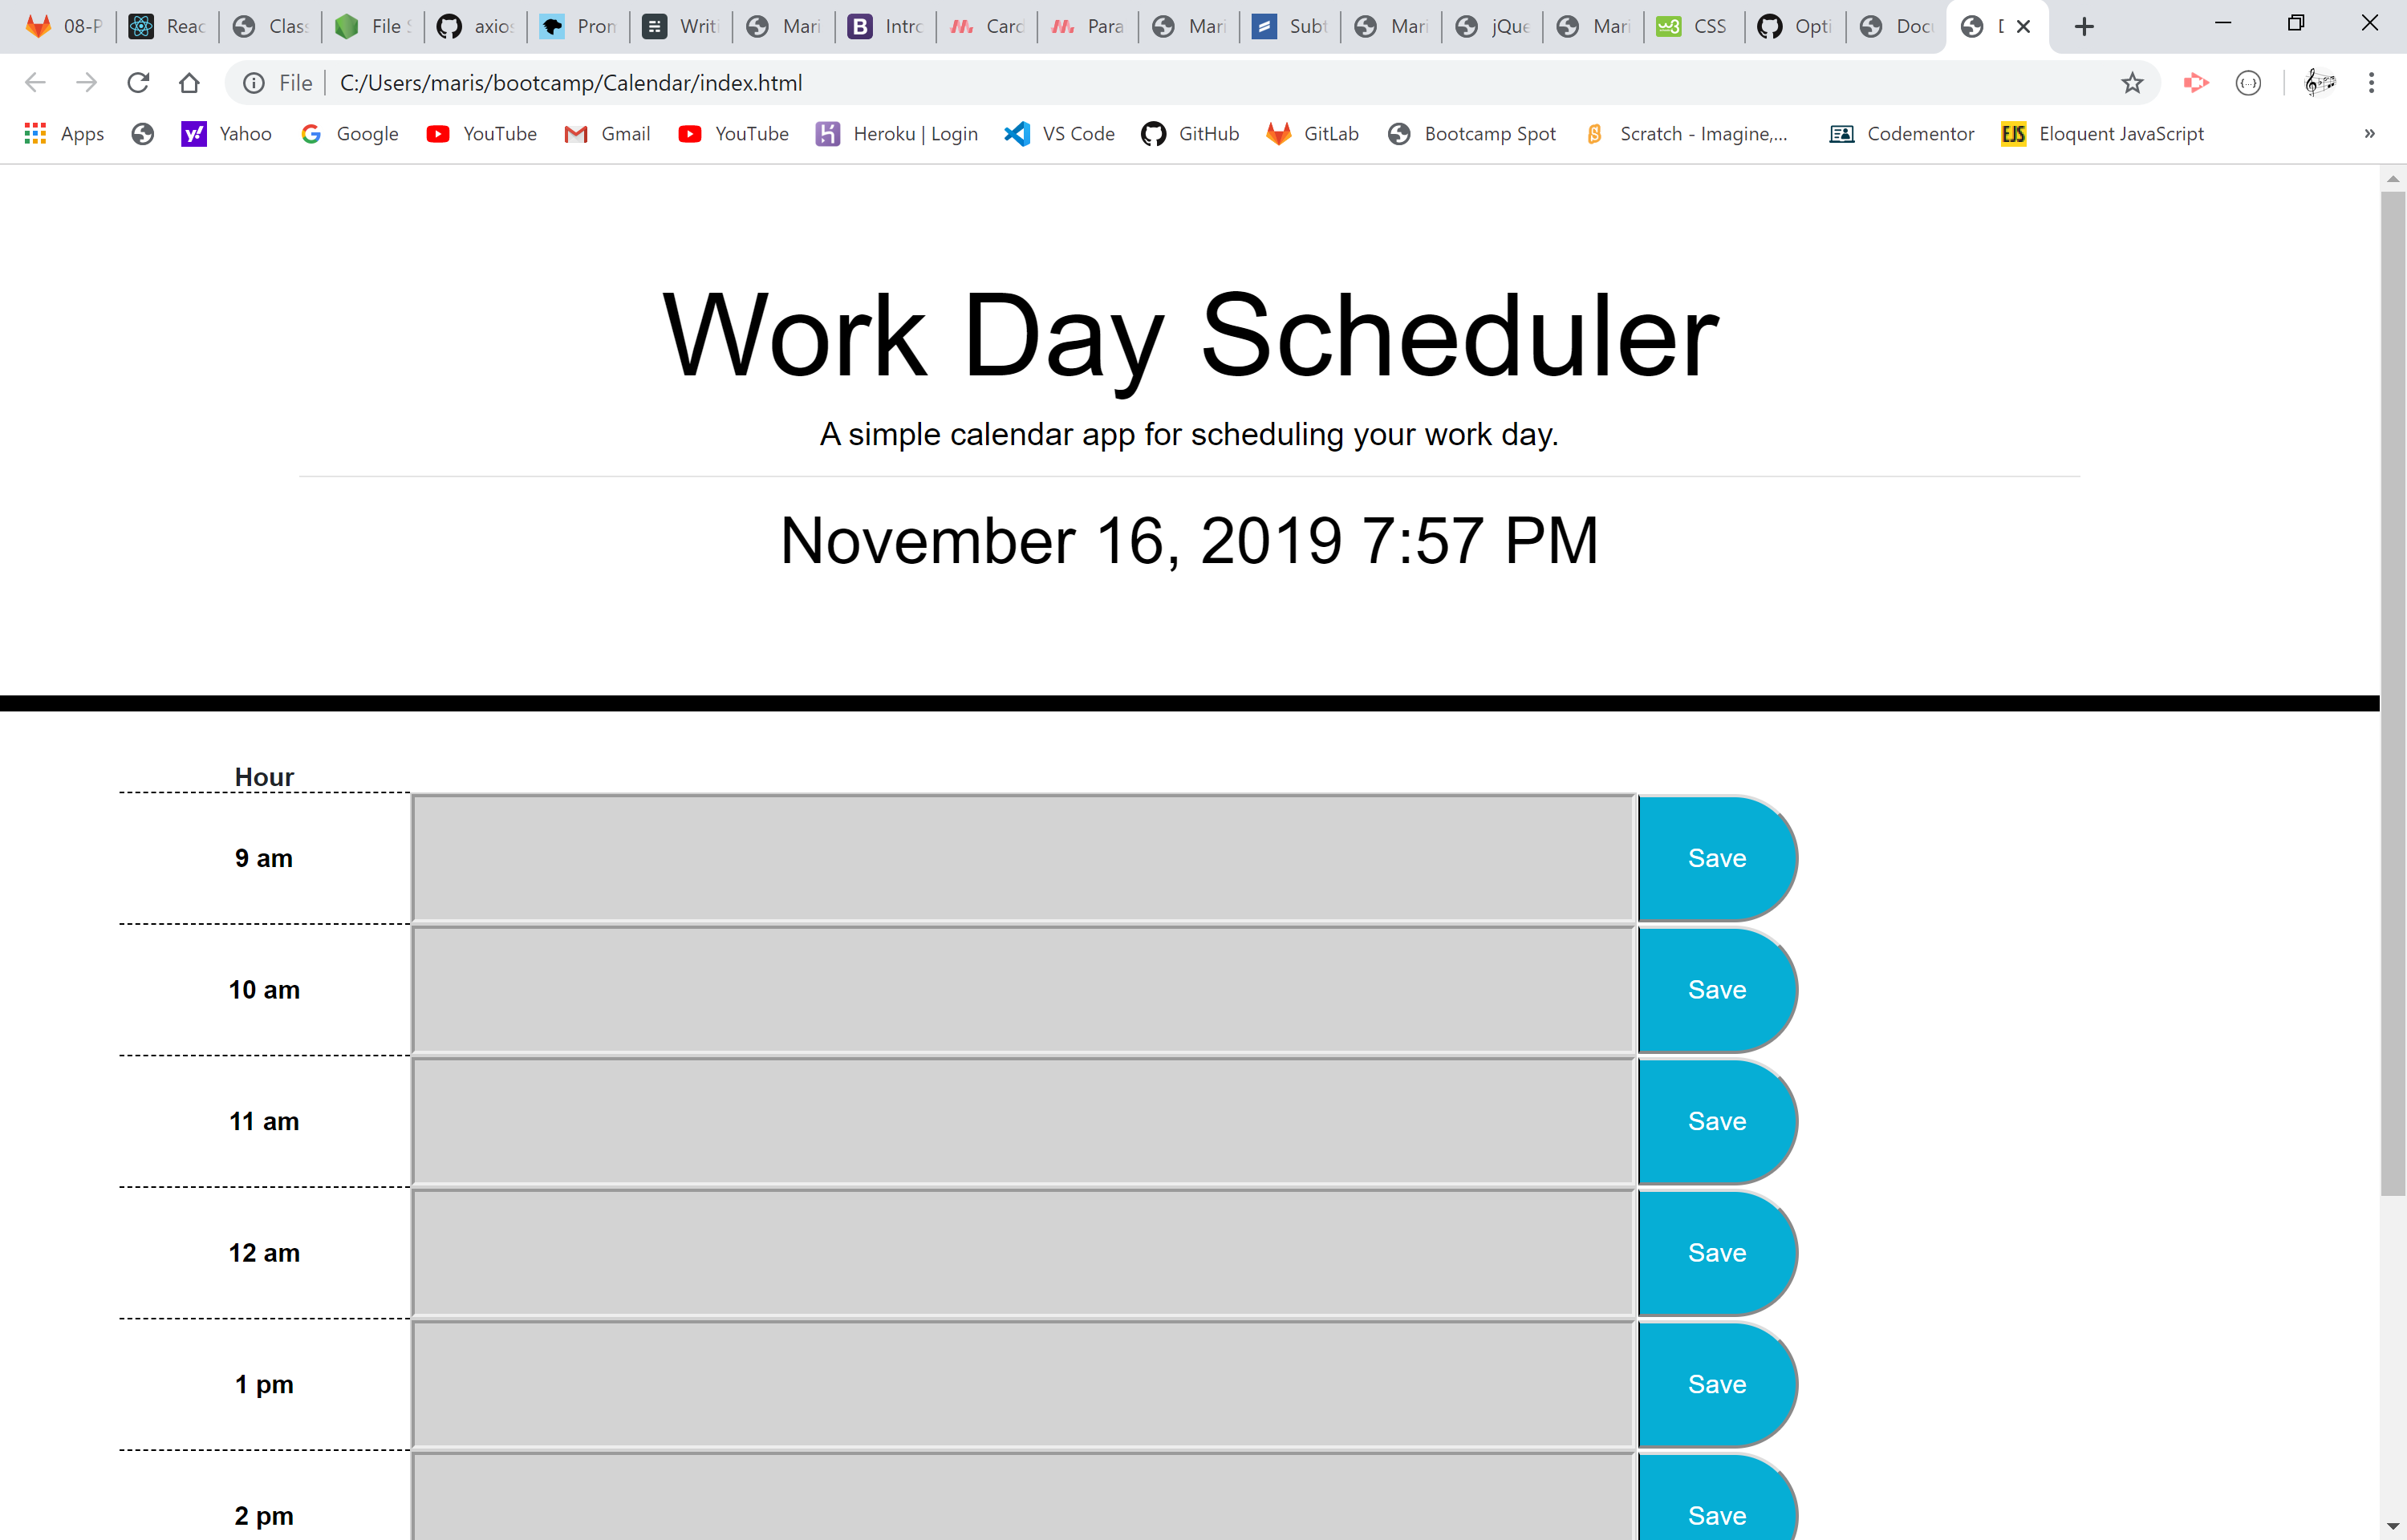 08-P Reac Clas File S axios Pron Writi Mari Intro Card Para Mari Subt Mari jQue Mari CSS Opti Doc
File C:/Users/maris/bootcamp/Calendar/index.html
Apps Yahoo Google YouTube Gmail YouTube Heroku | Login VS Code GitHub GitLab Bootcamp Spot Scratch - Imagine,... Codementor EJS Eloquent JavaScript »
Work Day Scheduler
A simple calendar app for scheduling your work day.
November 16, 2019 7:57 PM
Hour
9 am Save
10 am Save
11 am Save
12 am Save
1 pm Save
2 pm Save